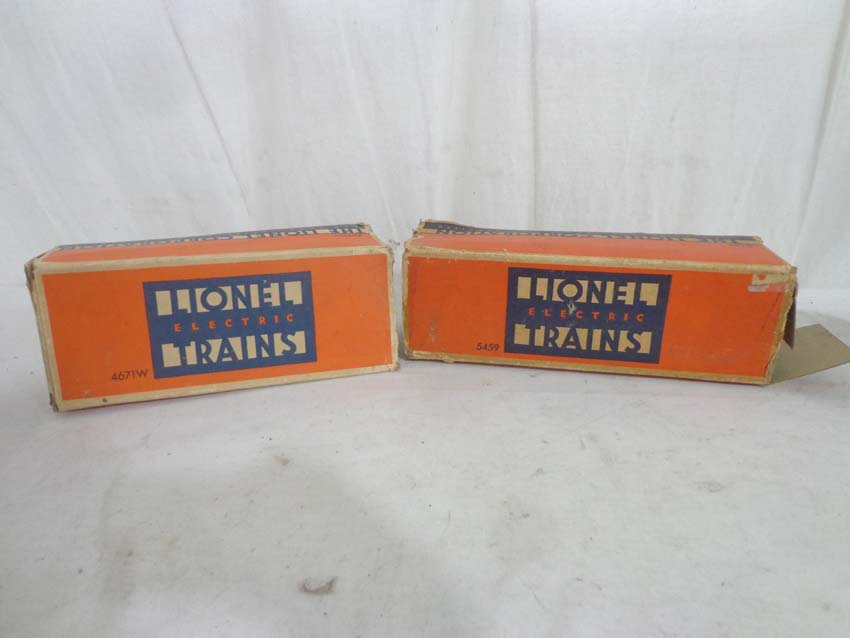 LIONEL
ELECTRIC
TRAINS
4671W
LIONEL
ELECTRIC
TRAINS
5459